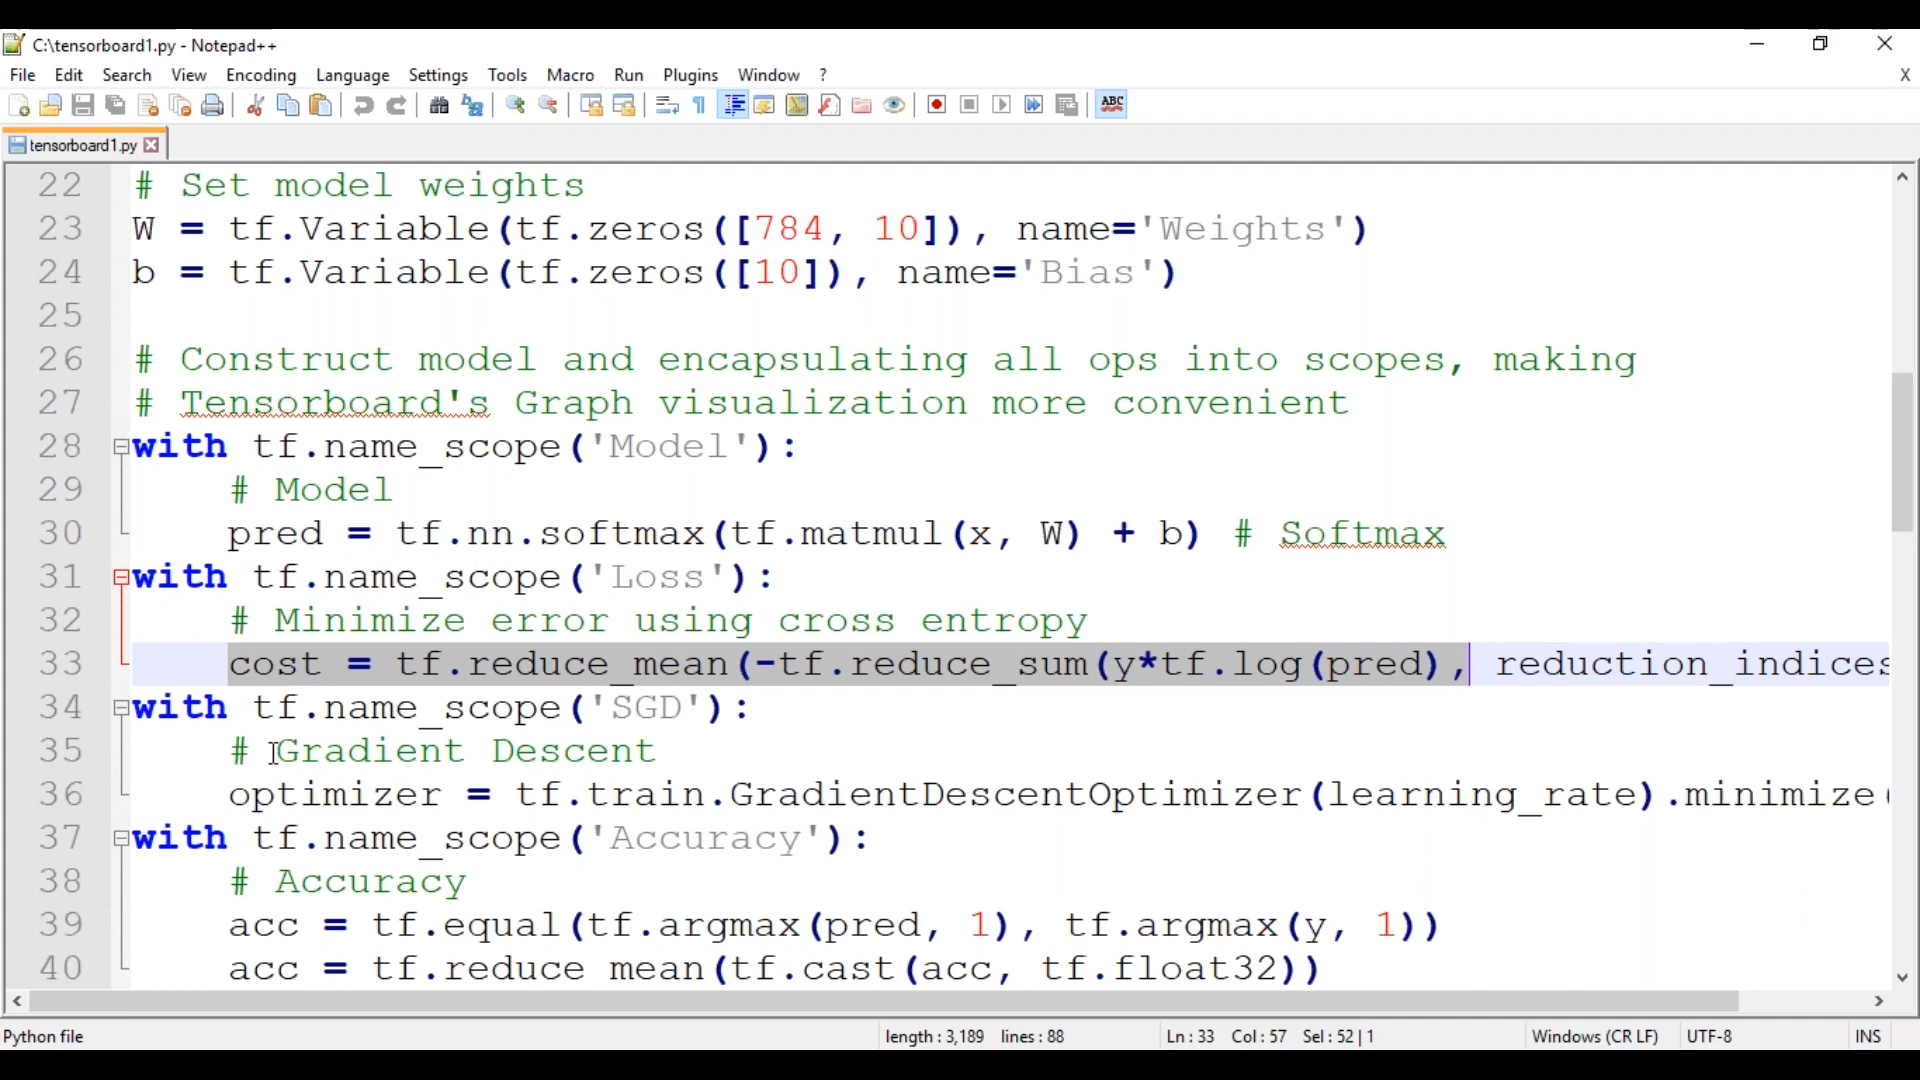 C:\tensorboard1.py - Notepad++
File Edit Search View Encoding Language Settings Tools Macro Run Plugins Window ? X
ABC
tensorboard1.py
22 # Set model weights
23 W = tf.Variable(tf.zeros([784, 10]), name='Weights')
24 b = tf.Variable(tf.zeros([10]), name='Bias')
25
26 # Construct model and encapsulating all ops into scopes, making
27 # Tensorboard's Graph visualization more convenient
28 with tf.name_scope('Model'):
29     # Model
30     pred = tf.nn.softmax(tf.matmul(x, W) + b) # Softmax
31 with tf.name_scope('Loss'):
32     # Minimize error using cross entropy
33     cost = tf.reduce_mean(-tf.reduce_sum(y*tf.log(pred), reduction_indices
34 with tf.name_scope('SGD'):
35     # Gradient Descent
36     optimizer = tf.train.GradientDescentOptimizer(learning_rate).minimize(
37 with tf.name_scope('Accuracy'):
38     # Accuracy
39     acc = tf.equal(tf.argmax(pred, 1), tf.argmax(y, 1))
40     acc = tf.reduce_mean(tf.cast(acc, tf.float32))
Python file length : 3,189 lines : 88 Ln : 33 Col : 57 Sel : 52 | 1 Windows (CR LF) UTF-8 INS